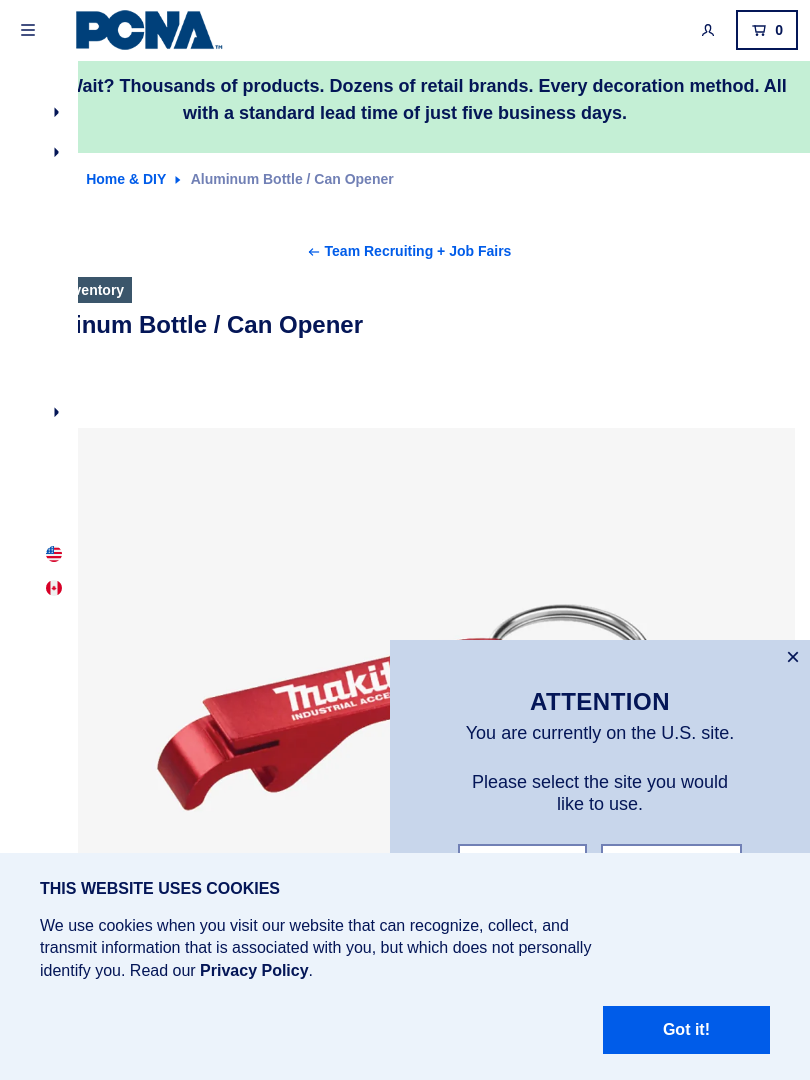 PCNA™
0
Wait? Thousands of products. Dozens of retail brands. Every decoration method. All
with a standard lead time of just five business days.
Home & DIY
Aluminum Bottle / Can Opener
Team Recruiting + Job Fairs
ventory
inum Bottle / Can Opener
Makit
INDUSTRIAL ACCE
ATTENTION
You are currently on the U.S. site.
Please select the site you would
like to use.
THIS WEBSITE USES COOKIES
We use cookies when you visit our website that can recognize, collect, and
transmit information that is associated with you, but which does not personally
identify you. Read our Privacy Policy.
Got it!